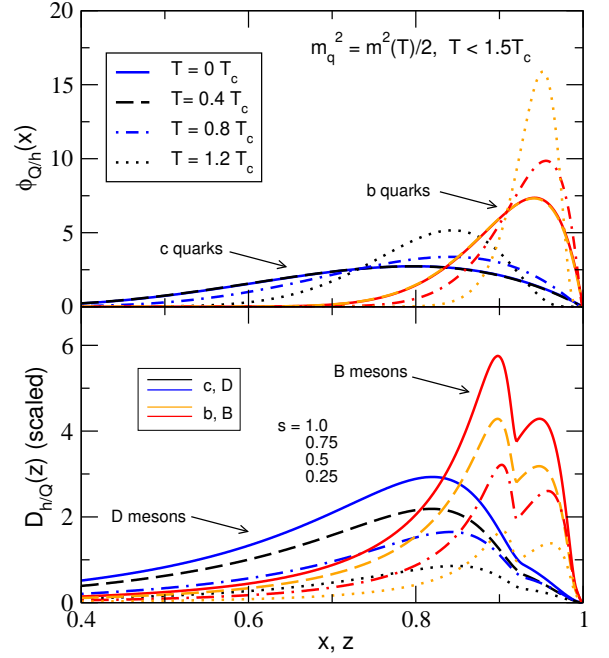 20
15
10
5
0
ϕ_Q/h(x)
T = 0 T_c
T= 0.4 T_c
T = 0.8 T_c
T = 1.2 T_c
m_q^2 = m^2(T)/2, T < 1.5T_c
b quarks
c quarks
6
4
2
0
D_h/Q(z) (scaled)
c, D
b, B
B mesons
s = 1.0
0.75
0.5
0.25
D mesons
0.4
0.6
0.8
1
x, z